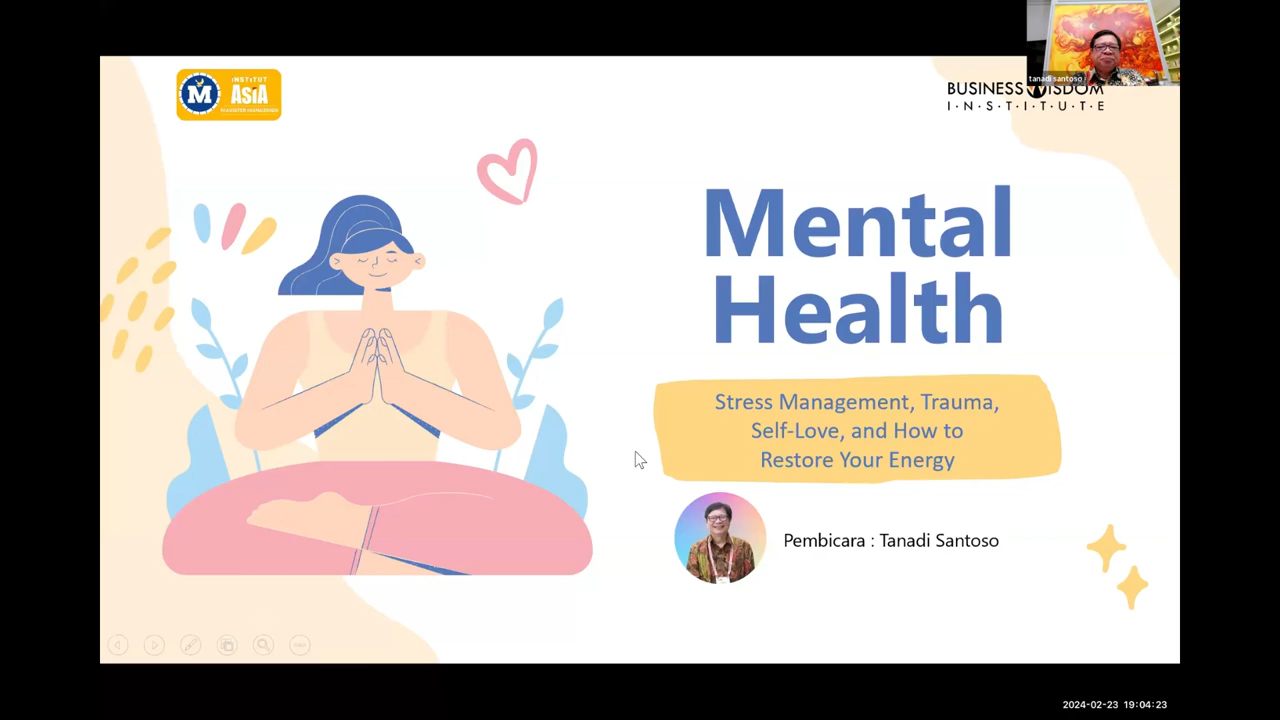 INSTITUT
ASIA
M
tanadi santoso
BUSINESS WISDOM
I·N·S·T·I·T·U·T·E
Mental
Health
Stress Management, Trauma,
Self-Love, and How to
Restore Your Energy
Pembicara : Tanadi Santoso
2024-02-23 19:04:23